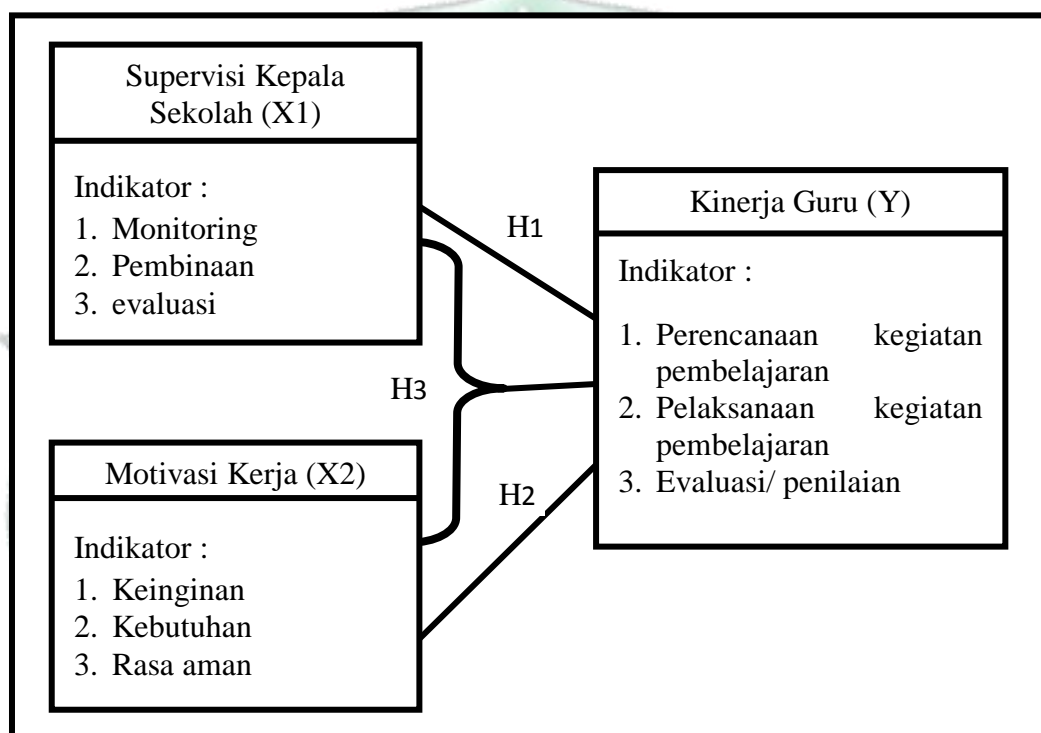 Supervisi Kepala
Sekolah (X1)
Indikator :
1. Monitoring
2. Pembinaan
3. evaluasi
H1
Kinerja Guru (Y)
Indikator :
1. Perencanaan kegiatan
pembelajaran
2. Pelaksanaan kegiatan
pembelajaran
3. Evaluasi/ penilaian
H3
Motivasi Kerja (X2)
Indikator :
1. Keinginan
2. Kebutuhan
3. Rasa aman
H2